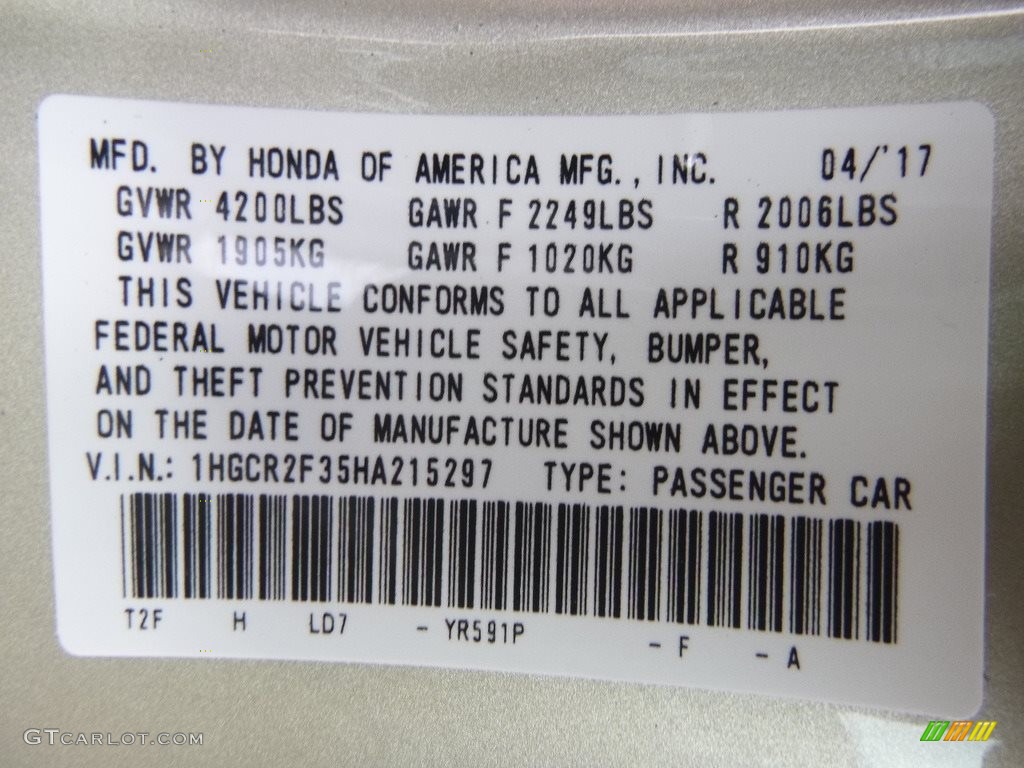 MFD. BY HONDA OF AMERICA MFG., INC. 04/'17
GVWR 4200LBS GAWR F 2249LBS R 2006LBS
GVWR 1905KG GAWR F 1020KG R 910KG
THIS VEHICLE CONFORMS TO ALL APPLICABLE
FEDERAL MOTOR VEHICLE SAFETY, BUMPER,
AND THEFT PREVENTION STANDARDS IN EFFECT
ON THE DATE OF MANUFACTURE SHOWN ABOVE.
V.I.N.: 1HGCR2F35HA215297 TYPE: PASSENGER CAR
T2F H LD7 - YR591P - F - A
GTCARLOT.COM